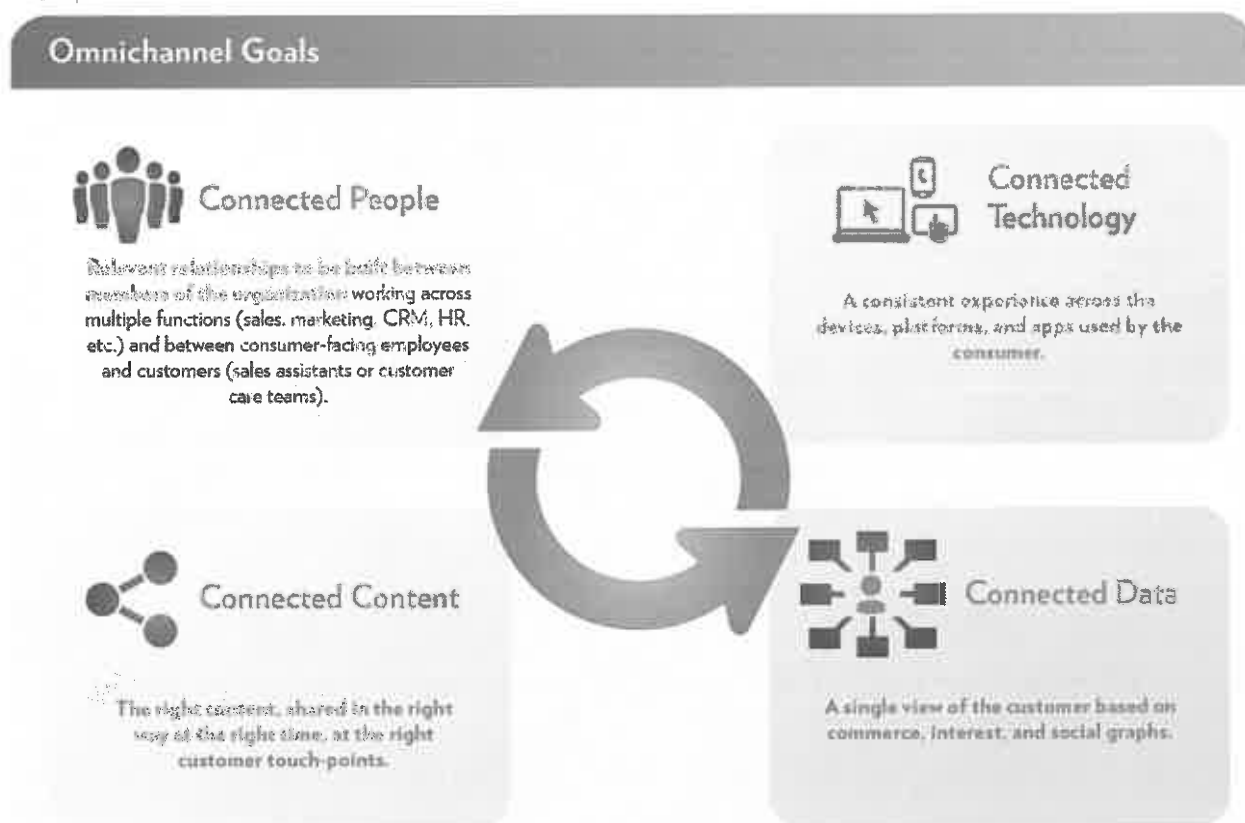 Omnichannel Goals
Connected People
Relevant relationships to be built between
members of the organization working across
multiple functions (sales, marketing, CRM, HR,
etc.) and between consumer-facing employees
and customers (sales assistants or customer
care teams).
Connected
Technology
A consistent experience across the
devices, platforms, and apps used by the
consumer.
Connected Content
The right content, shared in the right
way at the right time, at the right
customer touch-points.
Connected Data
A single view of the customer based on
commerce, interest, and social graphs.